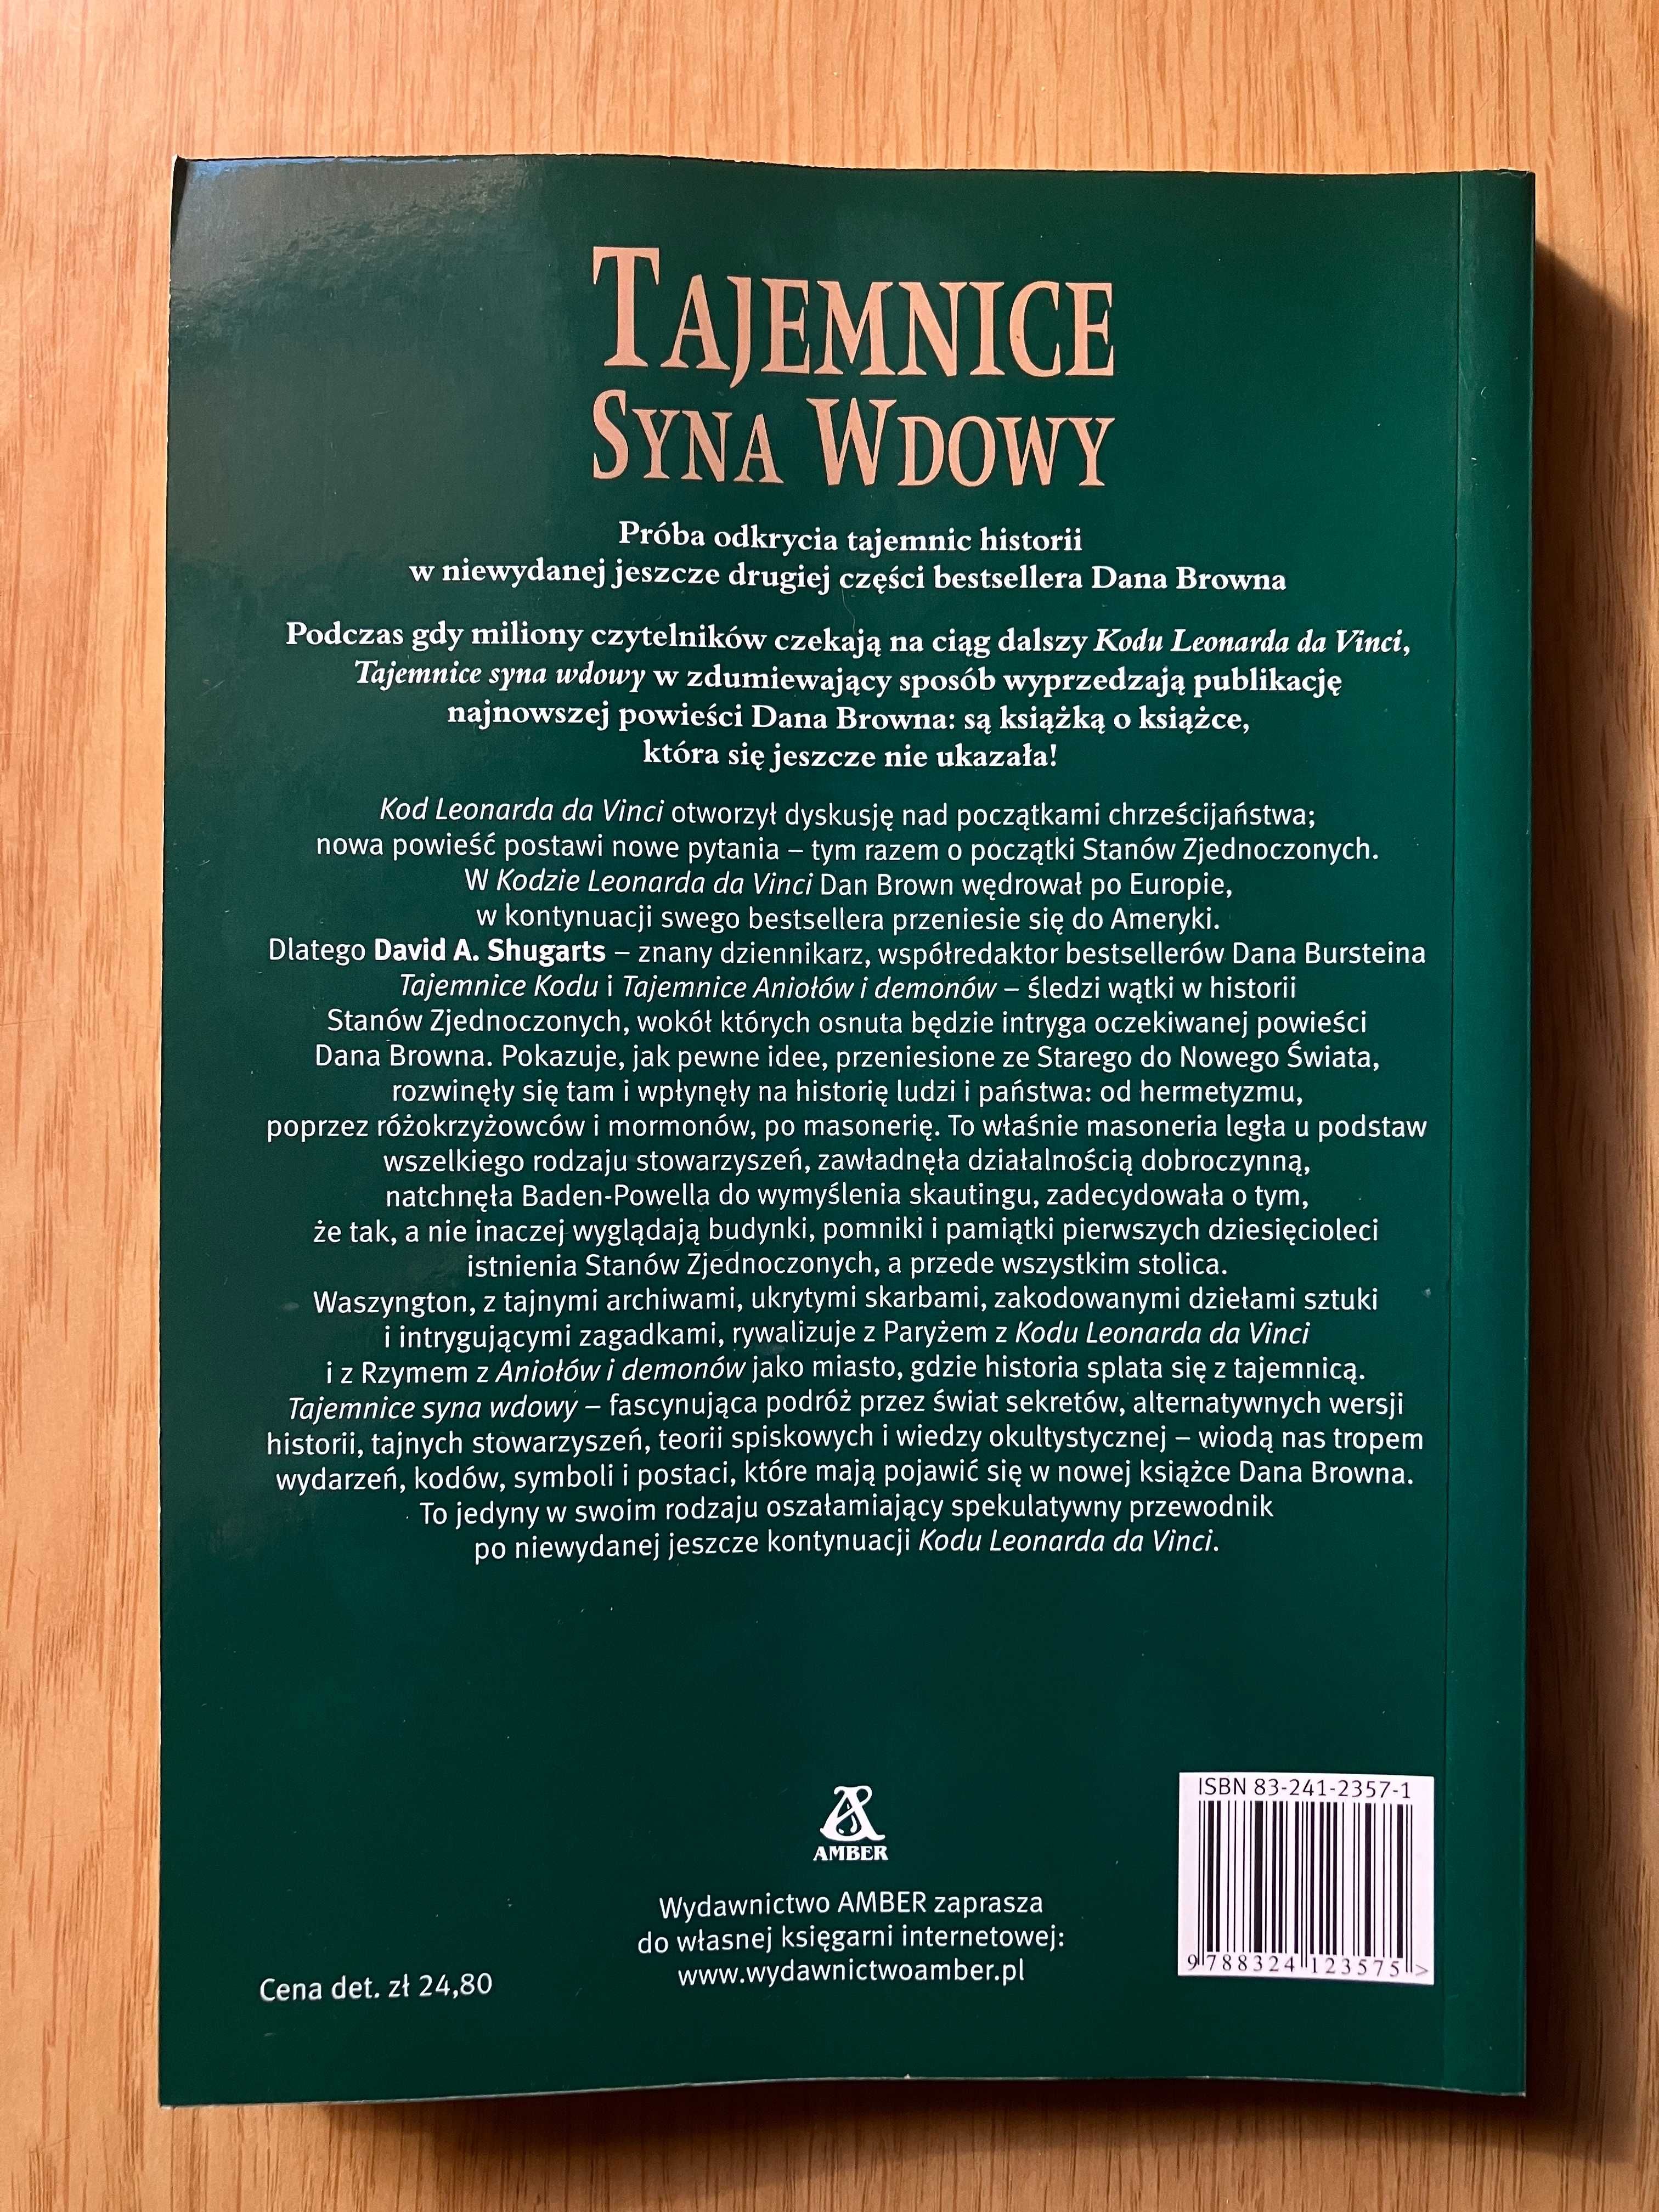 TAJEMNICE
SYNA WDOWY
Próba odkrycia tajemnic historii
w niewydanej jeszcze drugiej części bestsellera Dana Browna
Podczas gdy miliony czytelników czekają na ciąg dalszy Kodu Leonarda da Vinci,
Tajemnice syna wdowy w zdumiewający sposób wyprzedzają publikację
najnowszej powieści Dana Browna: są książką o książce,
która się jeszcze nie ukazała!
Kod Leonarda da Vinci otworzył dyskusję nad początkami chrześcijaństwa;
nowa powieść postawi nowe pytania – tym razem o początki Stanów Zjednoczonych.
W Kodzie Leonarda da Vinci Dan Brown wędrował po Europie,
w kontynuacji swego bestsellera przeniesie się do Ameryki.
Dlatego David A. Shugarts – znany dziennikarz, współredaktor bestsellerów Dana Bursteina
Tajemnice Kodu i Tajemnice Aniołów i demonów – śledzi wątki w historii
Stanów Zjednoczonych, wokół których osnuta będzie intryga oczekiwanej powieści
Dana Browna. Pokazuje, jak pewne idee, przeniesione ze Starego do Nowego Świata,
rozwinęły się tam i wpłynęły na historię ludzi i państwa: od hermetyzmu,
poprzez różokrzyżowców i mormonów, po masonerię. To właśnie masoneria legła u podstaw
wszelkiego rodzaju stowarzyszeń, zawładnęła działalnością dobroczynną,
natchnęła Baden-Powella do wymyślenia skautingu, zadecydowała o tym,
że tak, a nie inaczej wyglądają budynki, pomniki i pamiątki pierwszych dziesięcioleci
istnienia Stanów Zjednoczonych, a przede wszystkim stolica.
Waszyngton, z tajnymi archiwami, ukrytymi skarbami, zakodowanymi dziełami sztuki
i intrygującymi zagadkami, rywalizuje z Paryżem z Kodu Leonarda da Vinci
i z Rzymem z Aniołów i demonów jako miasto, gdzie historia splata się z tajemnicą.
Tajemnice syna wdowy – fascynująca podróż przez świat sekretów, alternatywnych wersji
historii, tajnych stowarzyszeń, teorii spiskowych i wiedzy okultystycznej – wiodą nas tropem
wydarzeń, kodów, symboli i postaci, które mają pojawić się w nowej książce Dana Browna.
To jedyny w swoim rodzaju oszałamiający spekulatywny przewodnik
po niewydanej jeszcze kontynuacji Kodu Leonarda da Vinci.
AMBER
Wydawnictwo AMBER zaprasza
do własnej księgarni internetowej:
www.wydawnictwoamber.pl
Cena det. zł 24,80
ISBN 83-241-2357-1
9 788324 123575 >